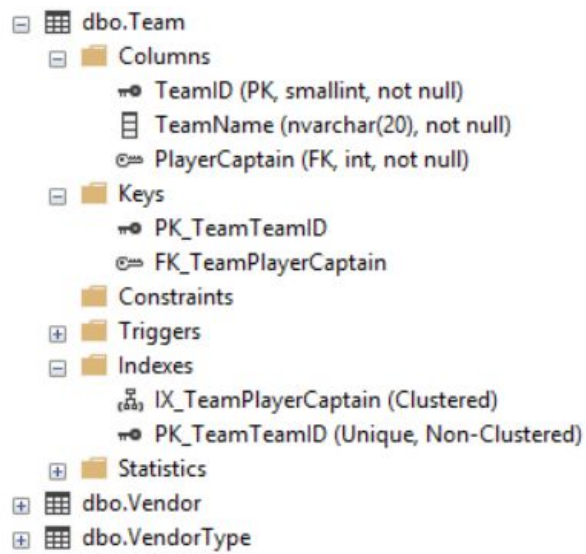 dbo.Team
Columns
TeamID (PK, smallint, not null)
TeamName (nvarchar(20), not null)
PlayerCaptain (FK, int, not null)
Keys
PK_TeamTeamID
FK_TeamPlayerCaptain
Constraints
Triggers
Indexes
IX_TeamPlayerCaptain (Clustered)
PK_TeamTeamID (Unique, Non-Clustered)
Statistics
dbo.Vendor
dbo.VendorType